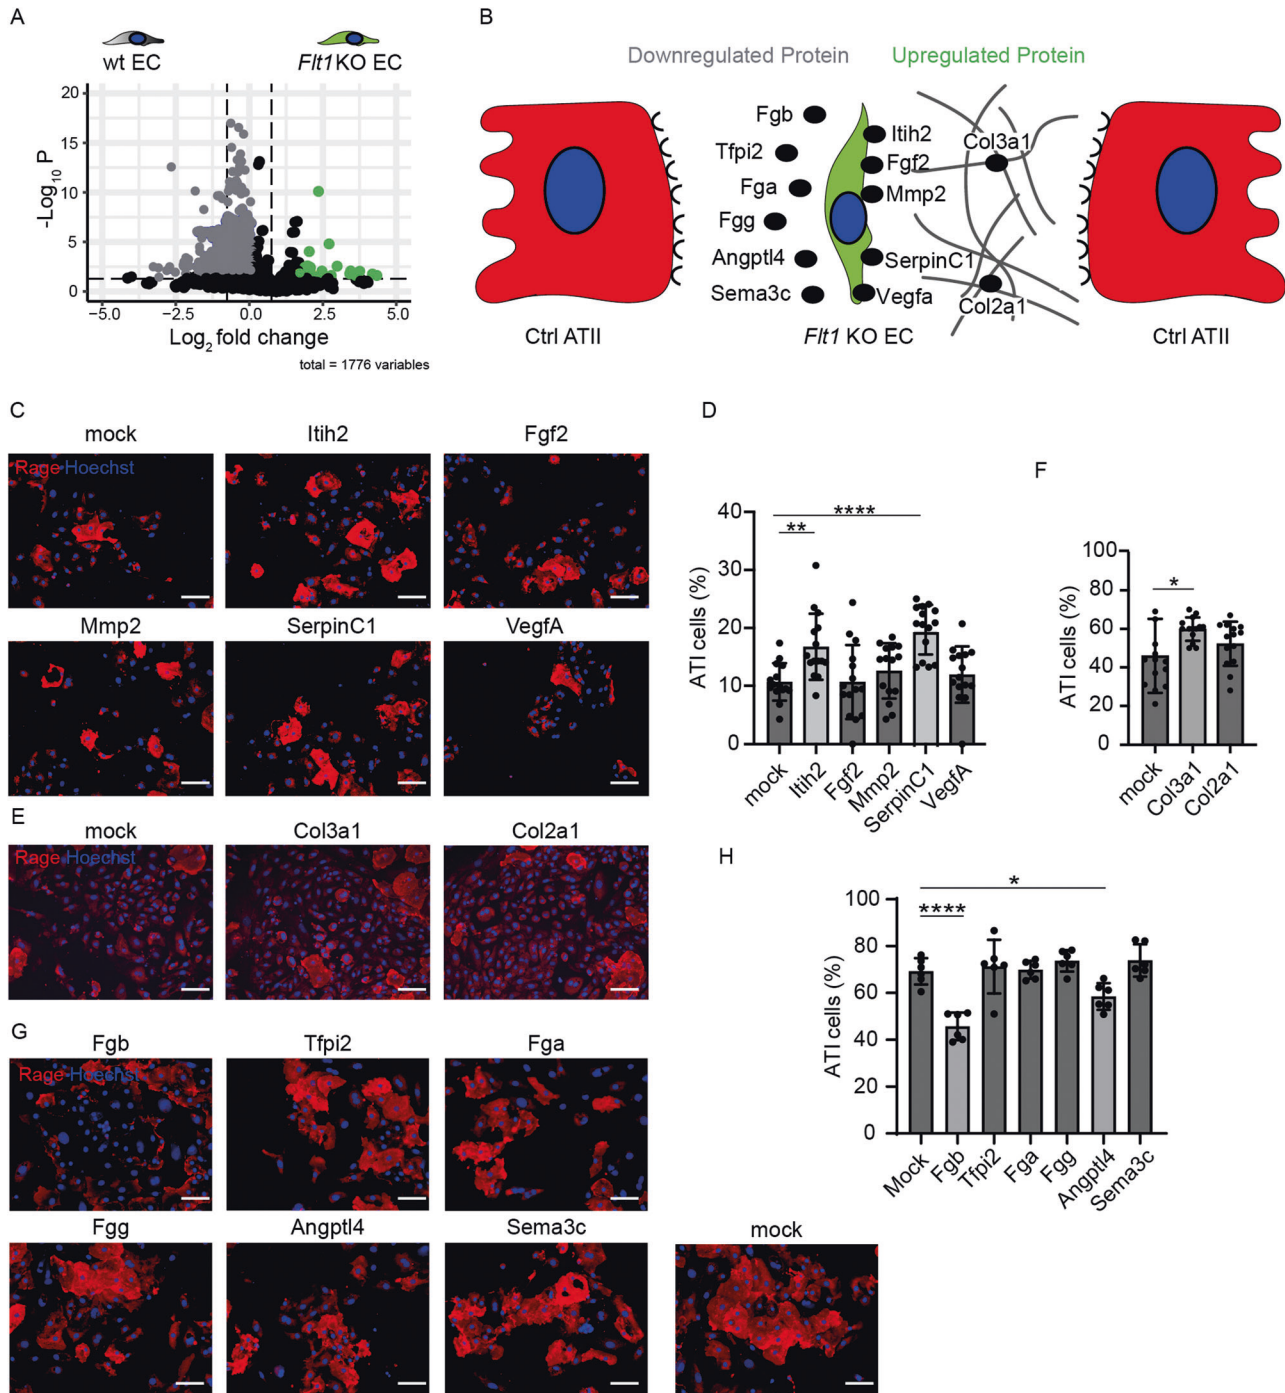 A
wt EC
Flt1KO EC
20
15
10
5
0
-Log10 P
−5.0
−2.5
0.0
2.5
5.0
Log2 fold change
total = 1776 variables
B
Downregulated Protein
Upregulated Protein
Fgb
Tfpi2
Fga
Fgg
Angptl4
Sema3c
Itih2
Fgf2
Mmp2
SerpinC1
Vegfa
Col3a1
Col2a1
Ctrl ATII
Flt1 KO EC
Ctrl ATII
C
mock
Itih2
Fgf2
Rage Hoechst
Mmp2
SerpinC1
VegfA
D
ATI cells (%)
40
30
20
10
0
**
****
mock
Itih2
Fgf2
Mmp2
SerpinC1
VegfA
E
mock
Col3a1
Col2a1
Rage Hoechst
F
ATI cells (%)
100
80
60
40
20
0
*
mock
Col3a1
Col2a1
G
Fgb
Tfpi2
Fga
Rage Hoechst
Fgg
Angptl4
Sema3c
mock
H
ATI cells (%)
100
80
60
40
20
0
****
*
Mock
Fgb
Tfpi2
Fga
Fgg
Angptl4
Sema3c